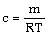 c = m
RT